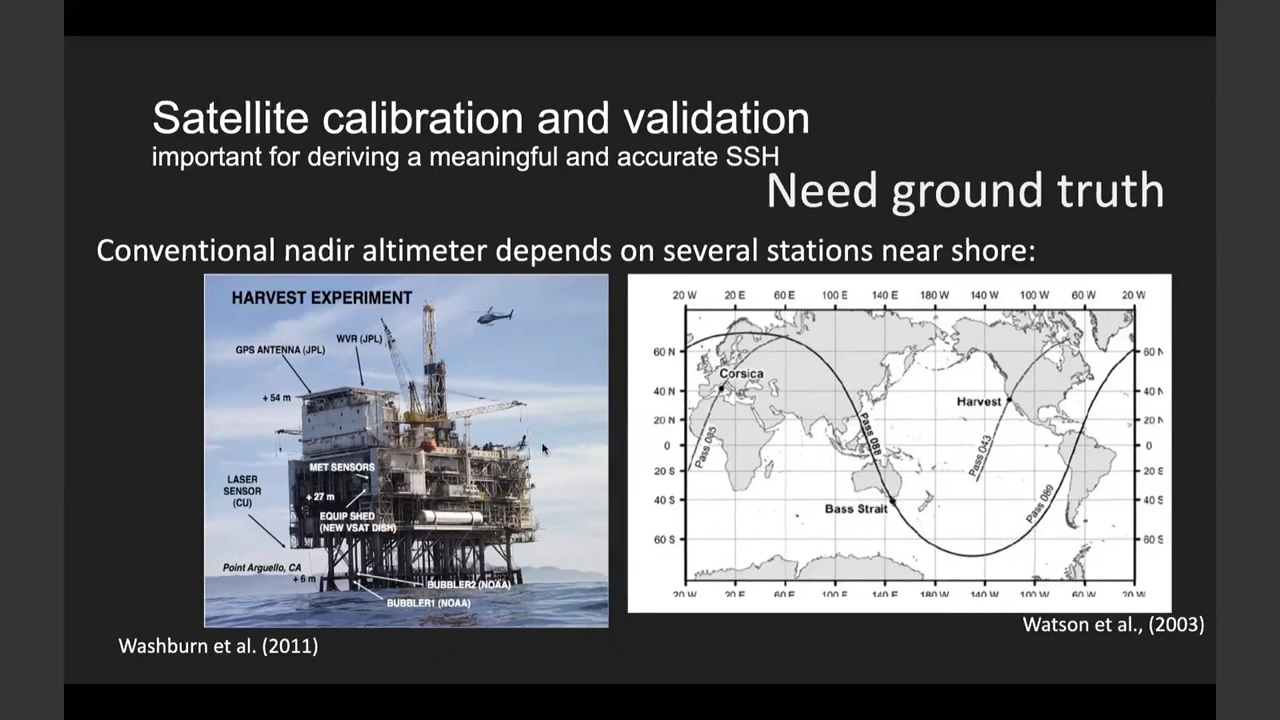 Satellite calibration and validation
important for deriving a meaningful and accurate SSH
Need ground truth
Conventional nadir altimeter depends on several stations near shore:
HARVEST EXPERIMENT
WVR (JPL)
GPS ANTENNA (JPL)
+ 54 m
MET SENSORS
LASER
SENSOR
(CU)
+ 27 m
EQUIP SHED
(NEW VSAT DISH)
Point Arguello, CA
+ 6 m
BUBBLER2 (NOAA)
BUBBLER1 (NOAA)
Washburn et al. (2011)
20 W 20 E 60 E 100 E 140 E 180 W 140 W 100 W 60 W 20 W
60 N 60 N
Corsica
40 N 40 N
Harvest
20 N 20 N
Pass 085
Pass 088
Pass 043
0 0
20 S 20 S
Pass 089
40 S 40 S
Bass Strait
60 S 60 S
20 W 20 E 60 E 100 E 140 E 180 W 140 W 100 W 60 W 20 W
Watson et al., (2003)